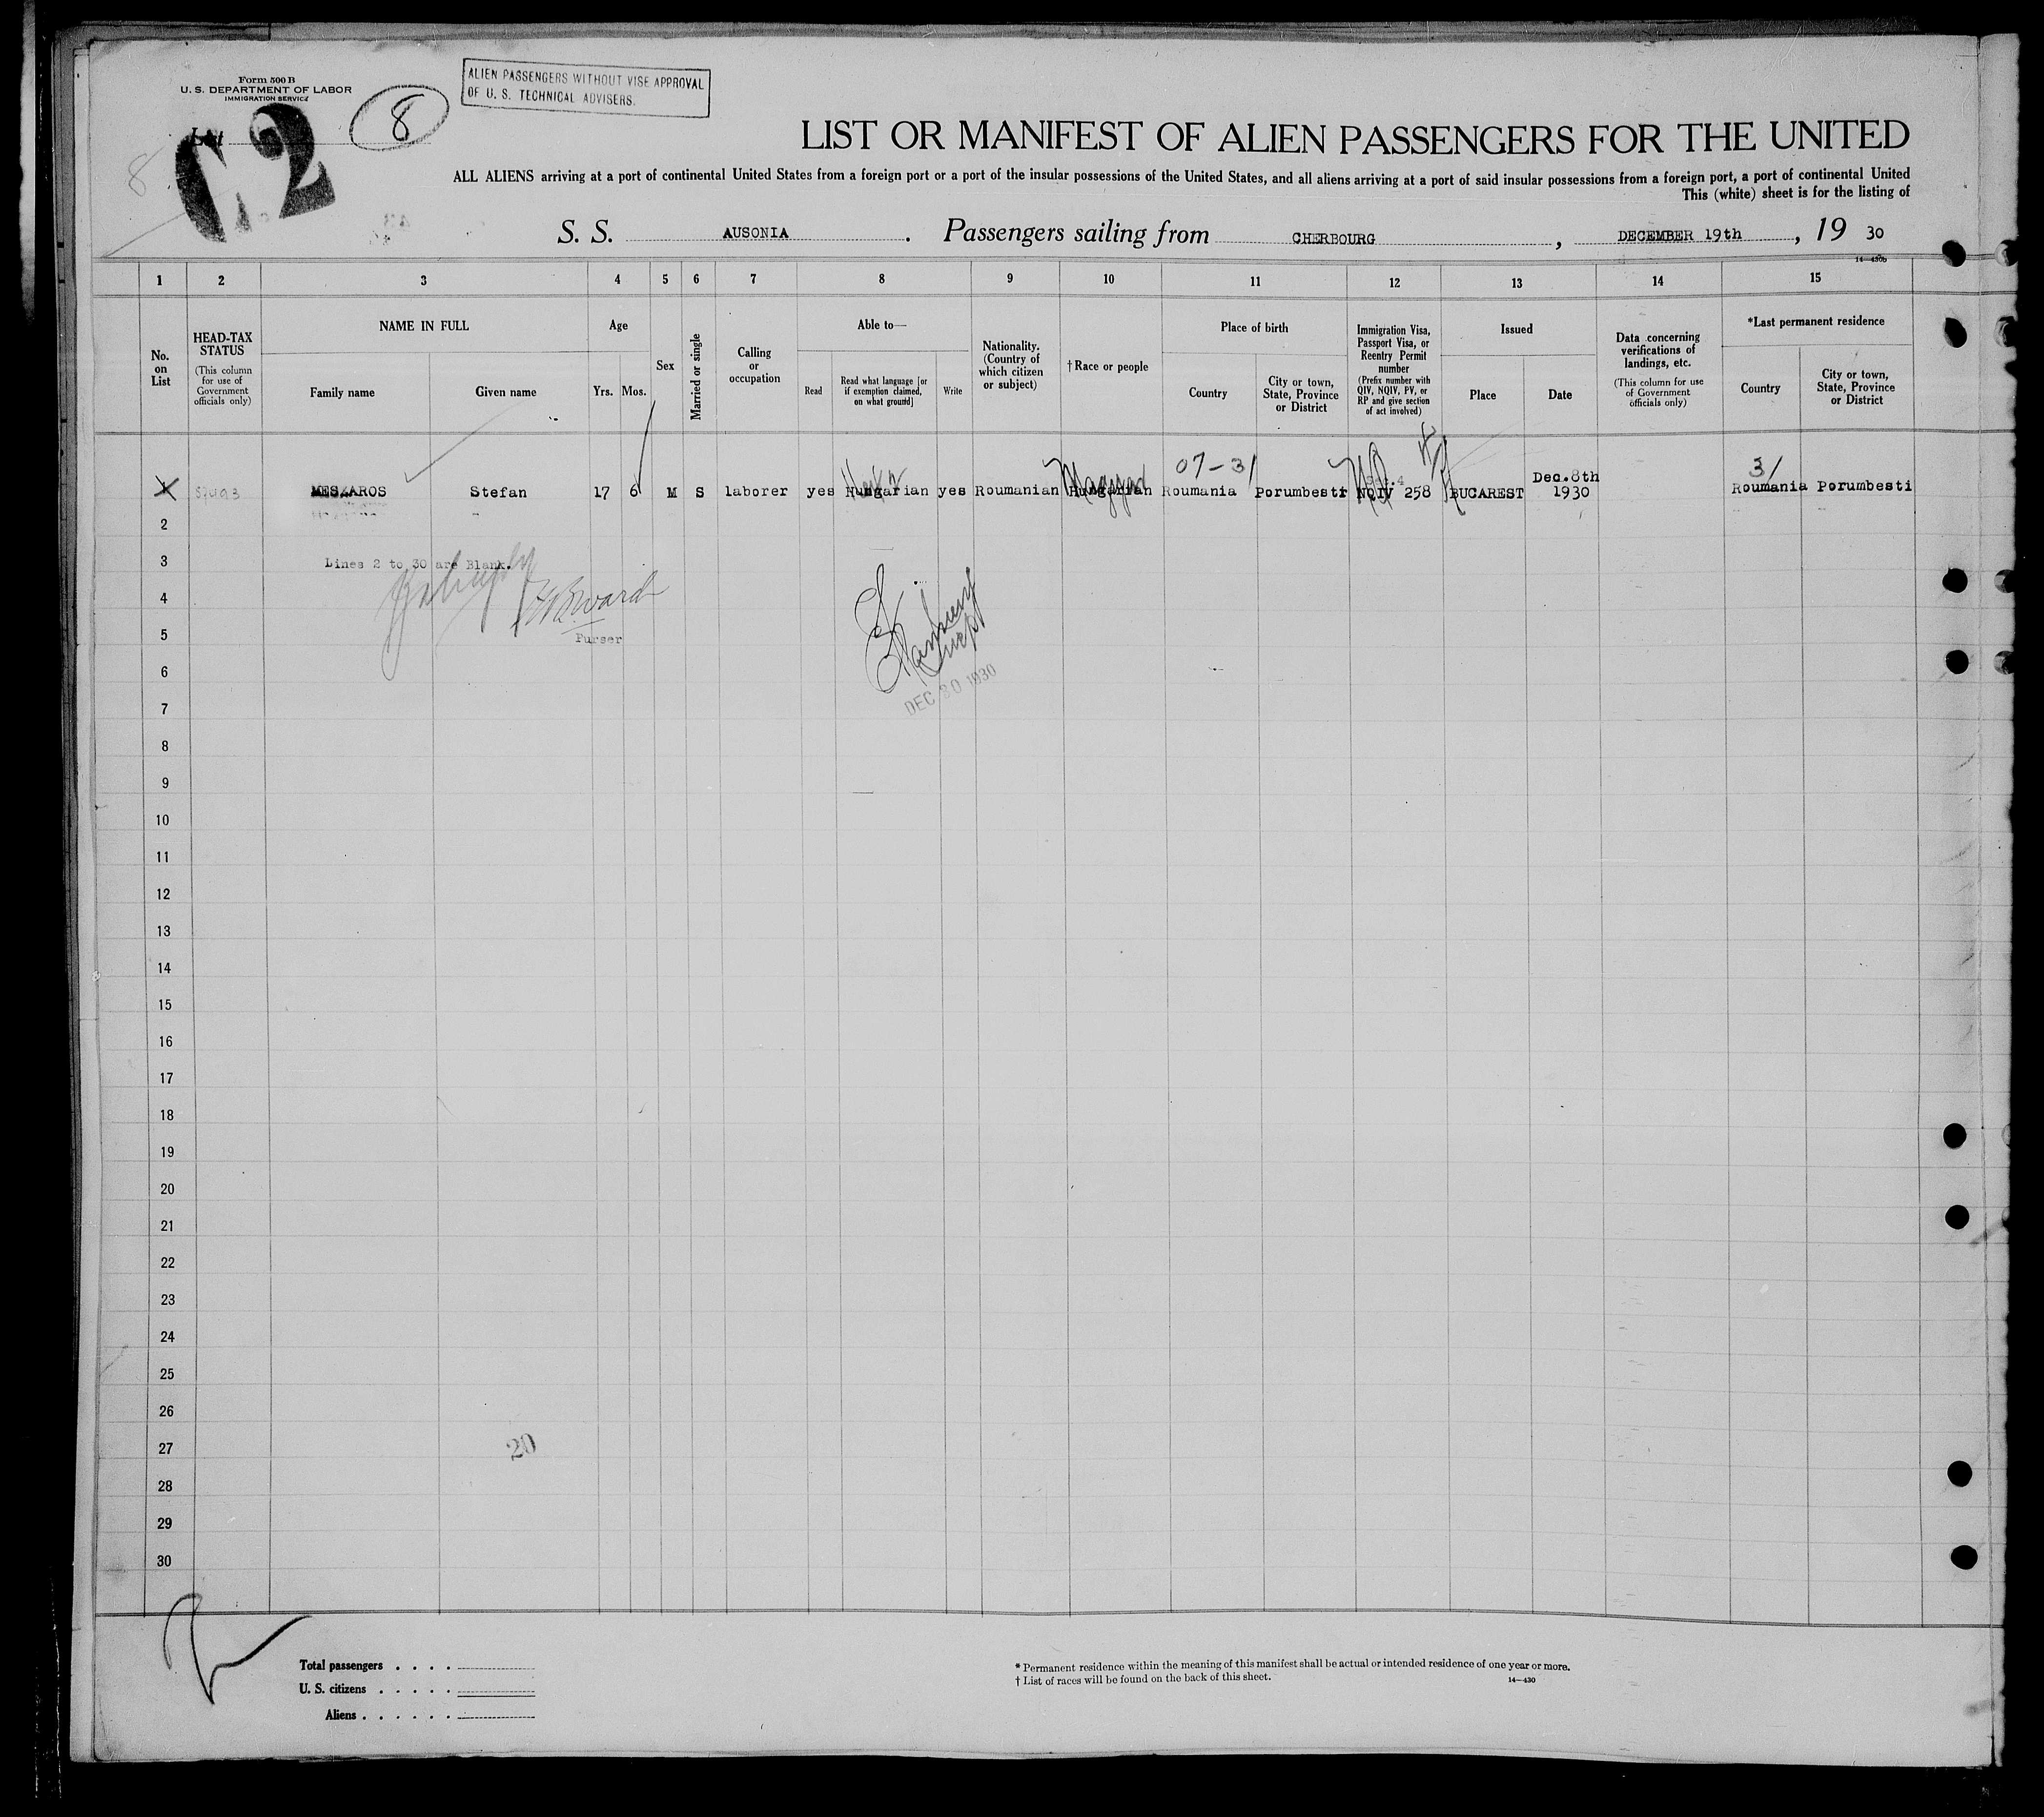 Form 500 B
U. S. DEPARTMENT OF LABOR
IMMIGRATION SERVICE
List
8
ALIEN PASSENGERS WITHOUT VISE APPROVAL
OF U. S. TECHNICAL ADVISERS.
LIST OR MANIFEST OF ALIEN PASSENGERS FOR THE UNITED
ALL ALIENS arriving at a port of continental United States from a foreign port or a port of the insular possessions of the United States, and all aliens arriving at a port of said insular possessions from a foreign port, a port of continental United
This (white) sheet is for the listing of
8
S. S. AUSONIA. Passengers sailing from CHERBOURG, DECEMBER 19th, 19 30
14—430b
1 2 3 4 5 6 7 8 9 10 11 12 13 14 15
No. on List
HEAD-TAX STATUS (This column for use of Government officials only)
NAME IN FULL
Family name
Given name
Age
Yrs.
Mos.
Sex
Married or single
Calling or occupation
Able to—
Read
Read what language [or if exemption claimed, on what ground]
Write
Nationality. (Country of which citizen or subject)
†Race or people
Place of birth
Country
City or town, State, Province or District
Immigration Visa, Passport Visa, or Reentry Permit number (Prefix number with QIV, NQIV, PV, or RP and give section of act involved)
Issued
Place
Date
Data concerning verifications of landings, etc. (This column for use of Government officials only)
*Last permanent residence
Country
City or town, State, Province or District
07-31
31
1 MESZAROS Stefan 17 6 M S laborer yes Hungarian yes Roumanian Hungarian Magyar Roumania Porumbesti Sec.4 NQIV 258 BUCAREST Dec.8th 1930 Roumania Porumbesti
2
3
Lines 2 to 30 are Blank.
4
5
Purser
6
7
DEC 30 1930
8
9
10
11
12
13
14
15
16
17
18
19
20
21
22
23
24
25
26
27
20
28
29
30
Total passengers . . . .
U. S. citizens . . . . .
Aliens . . . . . .
* Permanent residence within the meaning of this manifest shall be actual or intended residence of one year or more.
† List of races will be found on the back of this sheet.
14—430